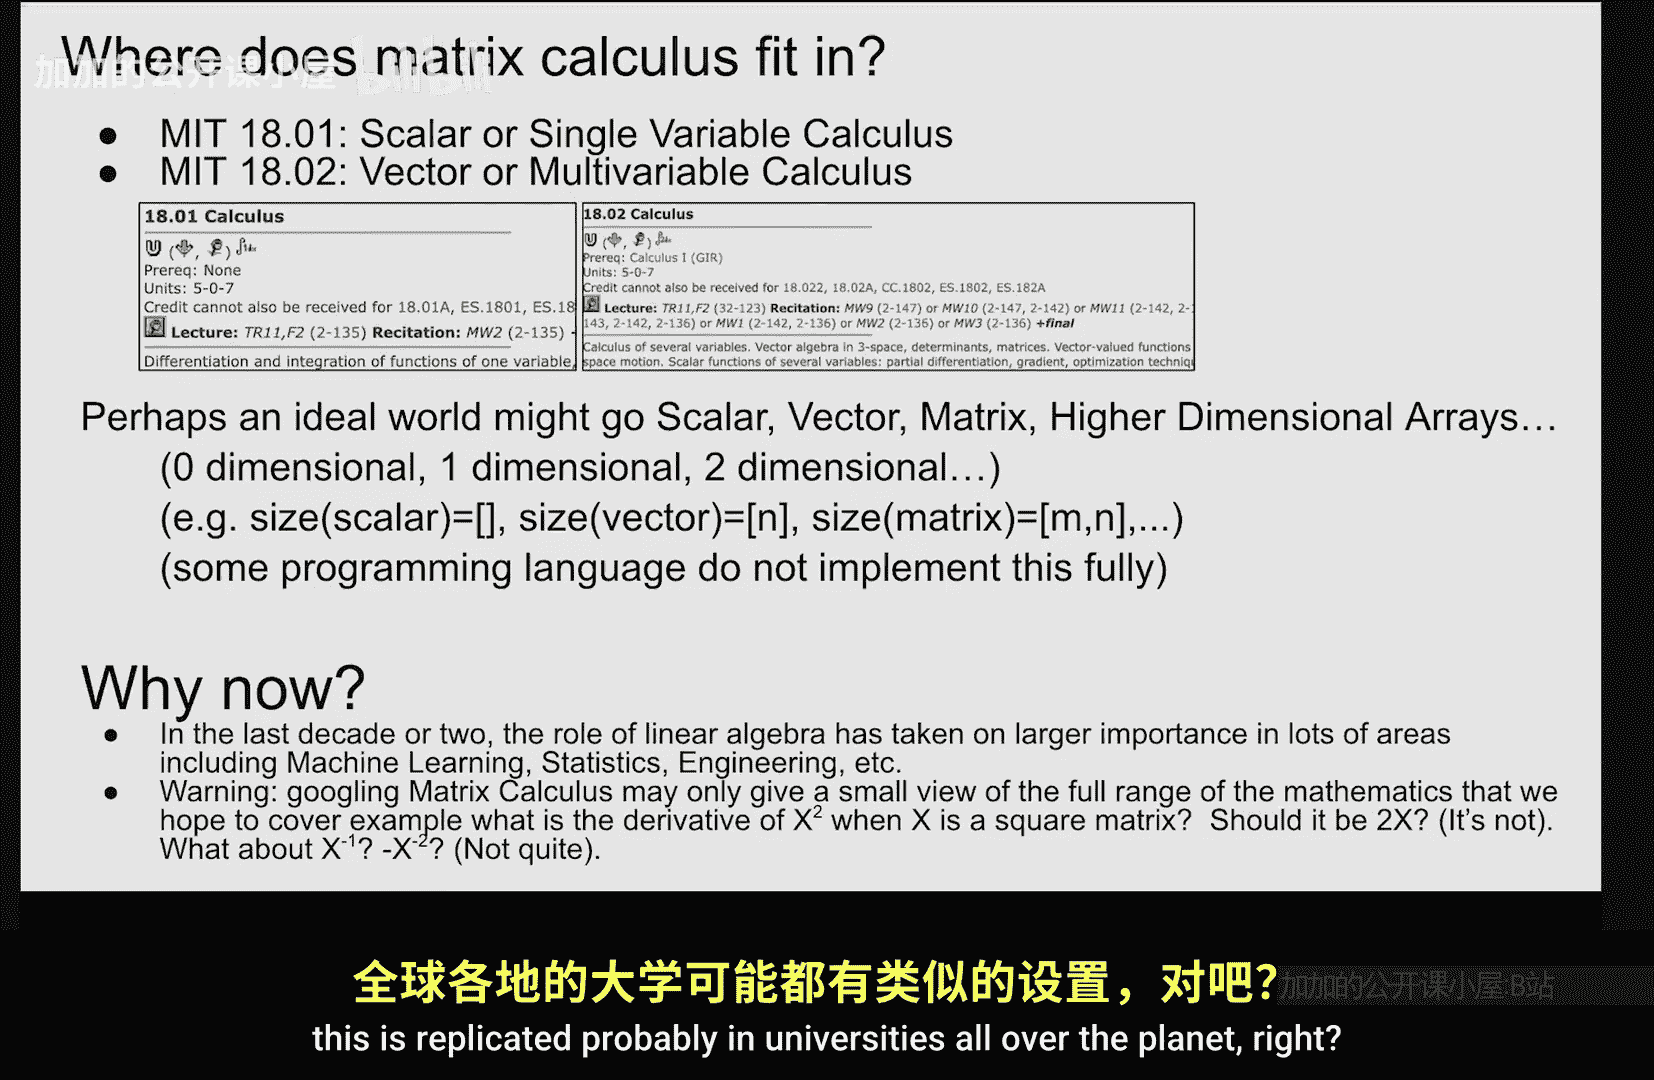 Where does matrix calculus fit in?
加加的公开课小屋 bilibili
● MIT 18.01: Scalar or Single Variable Calculus
● MIT 18.02: Vector or Multivariable Calculus
18.01 Calculus
Prereq: None
Units: 5-0-7
Credit cannot also be received for 18.01A, ES.1801, ES.18
Lecture: TR11,F2 (2-135) Recitation: MW2 (2-135)
Differentiation and integration of functions of one variable,
18.02 Calculus
Prereq: Calculus I (GIR)
Units: 5-0-7
Credit cannot also be received for 18.022, 18.02A, CC.1802, ES.1802, ES.182A
Lecture: TR11,F2 (32-123) Recitation: MW9 (2-147) or MW10 (2-147, 2-142) or MW11 (2-142, 2-
143, 2-142, 2-136) or MW1 (2-142, 2-136) or MW2 (2-136) or MW3 (2-136) +final
Calculus of several variables. Vector algebra in 3-space, determinants, matrices. Vector-valued functions
space motion. Scalar functions of several variables: partial differentiation, gradient, optimization techniq
Perhaps an ideal world might go Scalar, Vector, Matrix, Higher Dimensional Arrays…
(0 dimensional, 1 dimensional, 2 dimensional…)
(e.g. size(scalar)=[], size(vector)=[n], size(matrix)=[m,n],...)
(some programming language do not implement this fully)
Why now?
● In the last decade or two, the role of linear algebra has taken on larger importance in lots of areas
including Machine Learning, Statistics, Engineering, etc.
● Warning: googling Matrix Calculus may only give a small view of the full range of the mathematics that we
hope to cover example what is the derivative of X² when X is a square matrix? Should it be 2X? (It's not).
What about X⁻¹? -X⁻²? (Not quite).
全球各地的大学可能都有类似的设置，对吧？
加加的公开课小屋:B站
this is replicated probably in universities all over the planet, right?